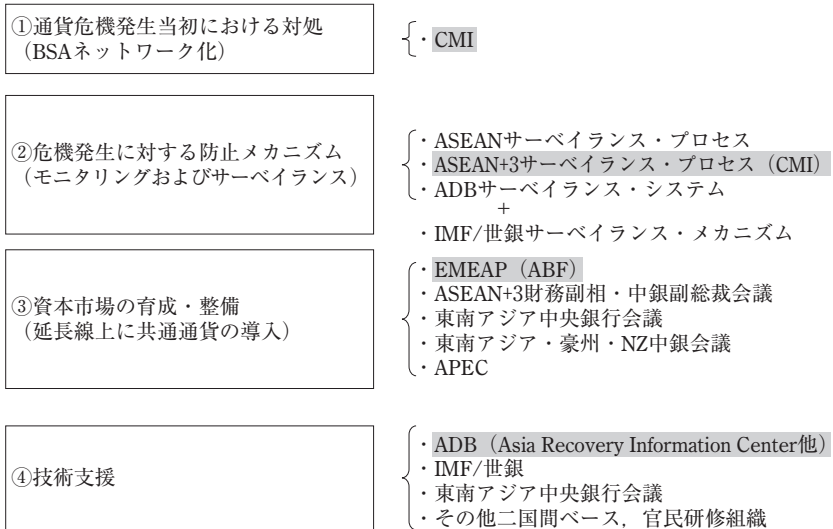 ①通貨危機発生当初における対処
(BSAネットワーク化)
・CMI
②危機発生に対する防止メカニズム
(モニタリングおよびサーベイランス)
・ASEANサーベイランス・プロセス
・ASEAN+3サーベイランス・プロセス(CMI)
・ADBサーベイランス・システム
+
・IMF/世銀サーベイランス・メカニズム
③資本市場の育成・整備
(延長線上に共通通貨の導入)
・EMEAP(ABF)
・ASEAN+3財務副相・中銀副総裁会議
・東南アジア中央銀行会議
・東南アジア・豪州・NZ中銀会議
・APEC
④技術支援
・ADB(Asia Recovery Information Center他)
・IMF/世銀
・東南アジア中央銀行会議
・その他二国間ベース,官民研修組織